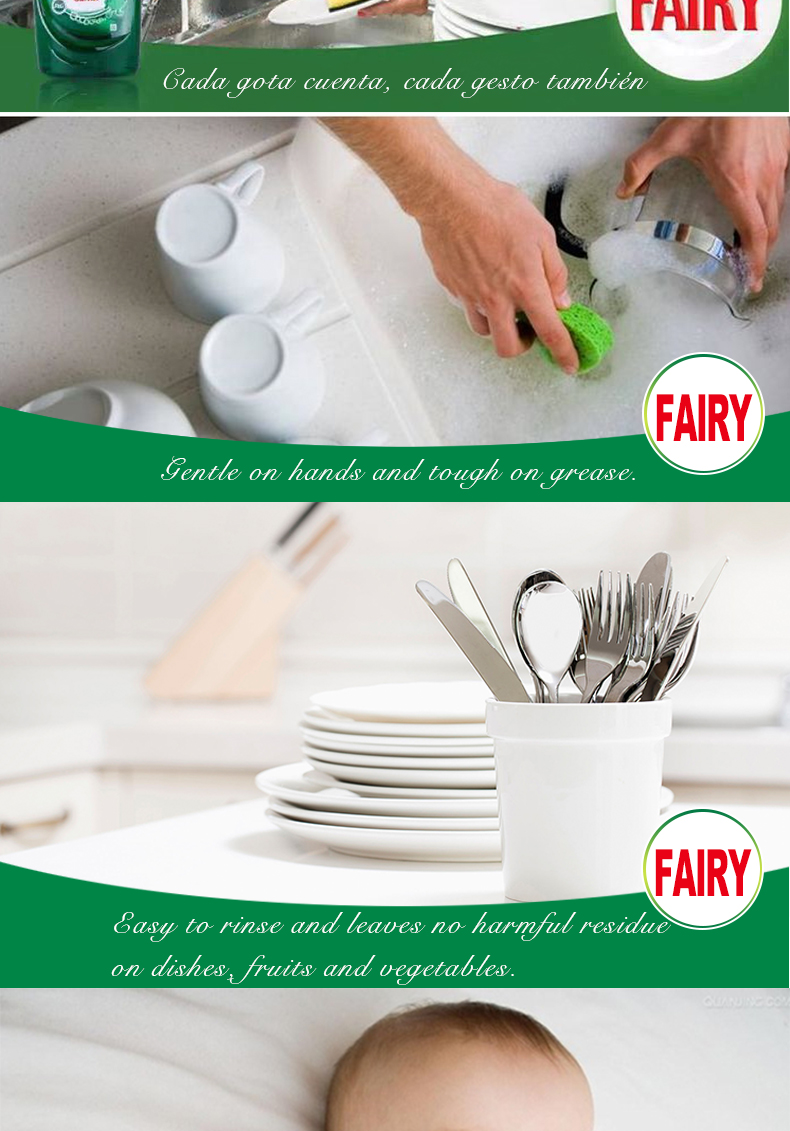 FAIRY
Cada gota cuenta, cada gesto también
FAIRY
Gentle on hands and tough on grease.
FAIRY
Easy to rinse and leaves no harmful residue
on dishes, fruits and vegetables.